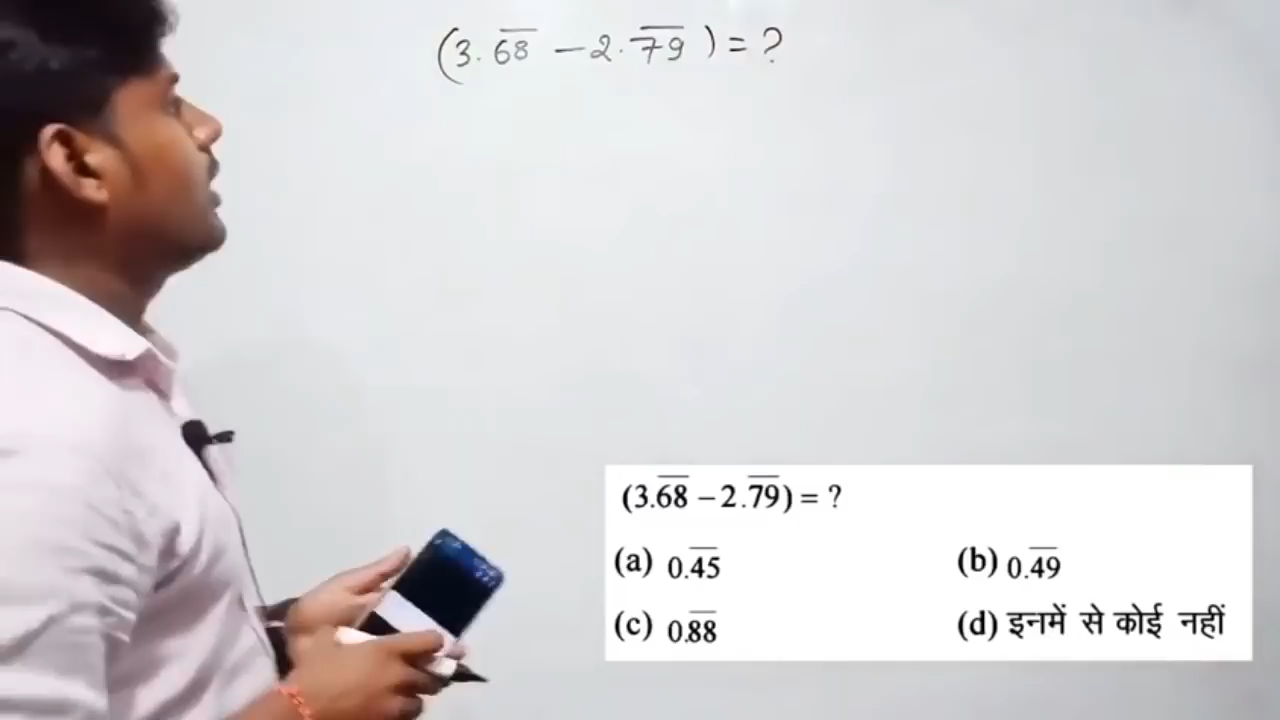 (3.6̅8̅ – 2.7̅9̅) = ?
(3.6̅8̅ – 2.7̅9̅) = ?
(a) 0.4̅5̅ (b) 0.4̅9̅
(c) 0.8̅8̅ (d) इनमें से कोई नहीं